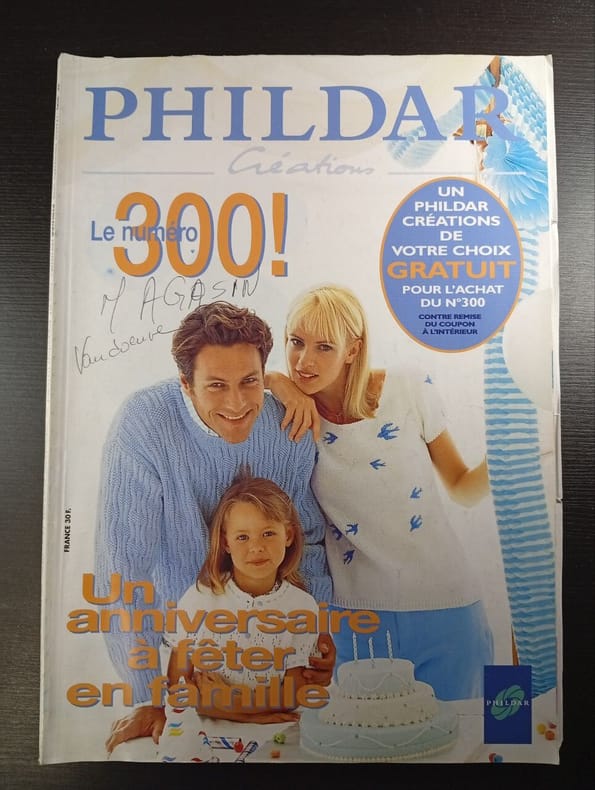 PHILDAR
Créations
Le numéro 300!
UN
PHILDAR
CRÉATIONS
DE
VOTRE CHOIX
GRATUIT
POUR L'ACHAT
DU N°300
CONTRE REMISE
DU COUPON
À L'INTÉRIEUR
MAGASIN
Vandoeuvre
FRANCE 30 F.
Un
anniversaire
à fêter
en famille
PHILDAR